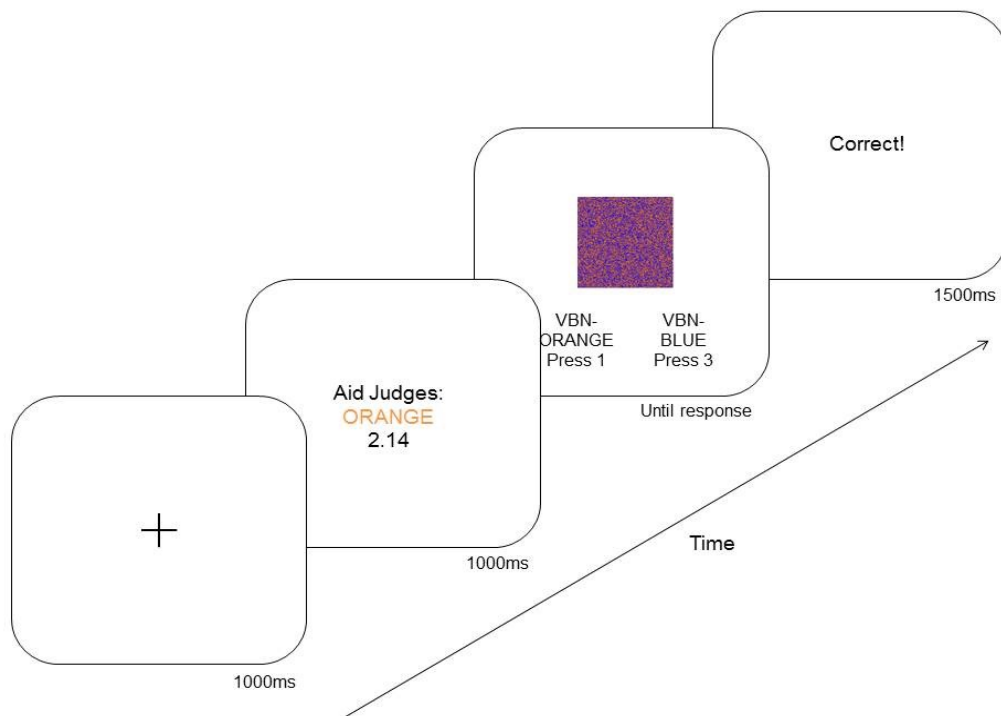 Correct!
1500ms
VBN-
ORANGE
Press 1
VBN-
BLUE
Press 3
Until response
Aid Judges:
ORANGE
2.14
1000ms
Time
1000ms